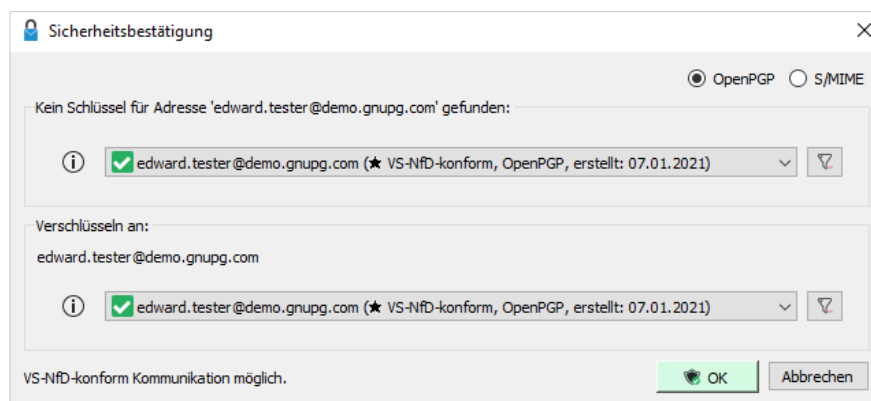 Sicherheitsbestätigung
OpenPGP S/MIME
Kein Schlüssel für Adresse 'edward.tester@demo.gnupg.com' gefunden:
edward.tester@demo.gnupg.com (★ VS-NfD-konform, OpenPGP, erstellt: 07.01.2021)
Verschlüsseln an:
edward.tester@demo.gnupg.com
edward.tester@demo.gnupg.com (★ VS-NfD-konform, OpenPGP, erstellt: 07.01.2021)
VS-NfD-konform Kommunikation möglich. OK Abbrechen